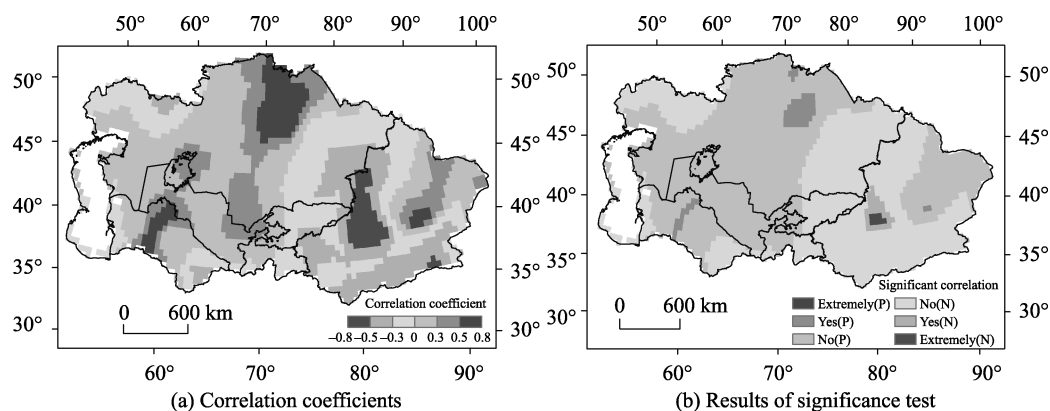 50° 60° 70° 80° 90° 100°
50°
45°
40°
35°
30°
50°
45°
40°
35°
30°
0 600 km
Correlation coefficient
−0.8 −0.5 −0.3 0 0.3 0.5 0.8
60° 70° 80° 90°
(a) Correlation coefficients
50° 60° 70° 80° 90° 100°
50°
45°
40°
35°
30°
50°
45°
40°
35°
30°
0 600 km
Significant correlation
Extremely(P) No(N)
Yes(P) Yes(N)
No(P) Extremely(N)
60° 70° 80° 90°
(b) Results of significance test